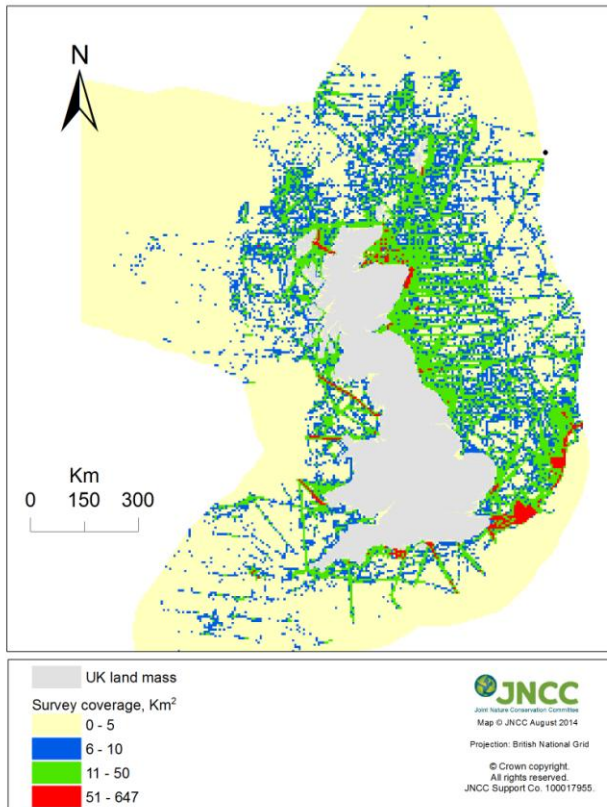 N
Km
0 150 300
UK land mass
Survey coverage, Km²
0 - 5
6 - 10
11 - 50
51 - 647
JNCC
Joint Nature Conservation Committee
Map © JNCC August 2014
Projection: British National Grid
© Crown copyright.
All rights reserved.
JNCC Support Co. 100017955.